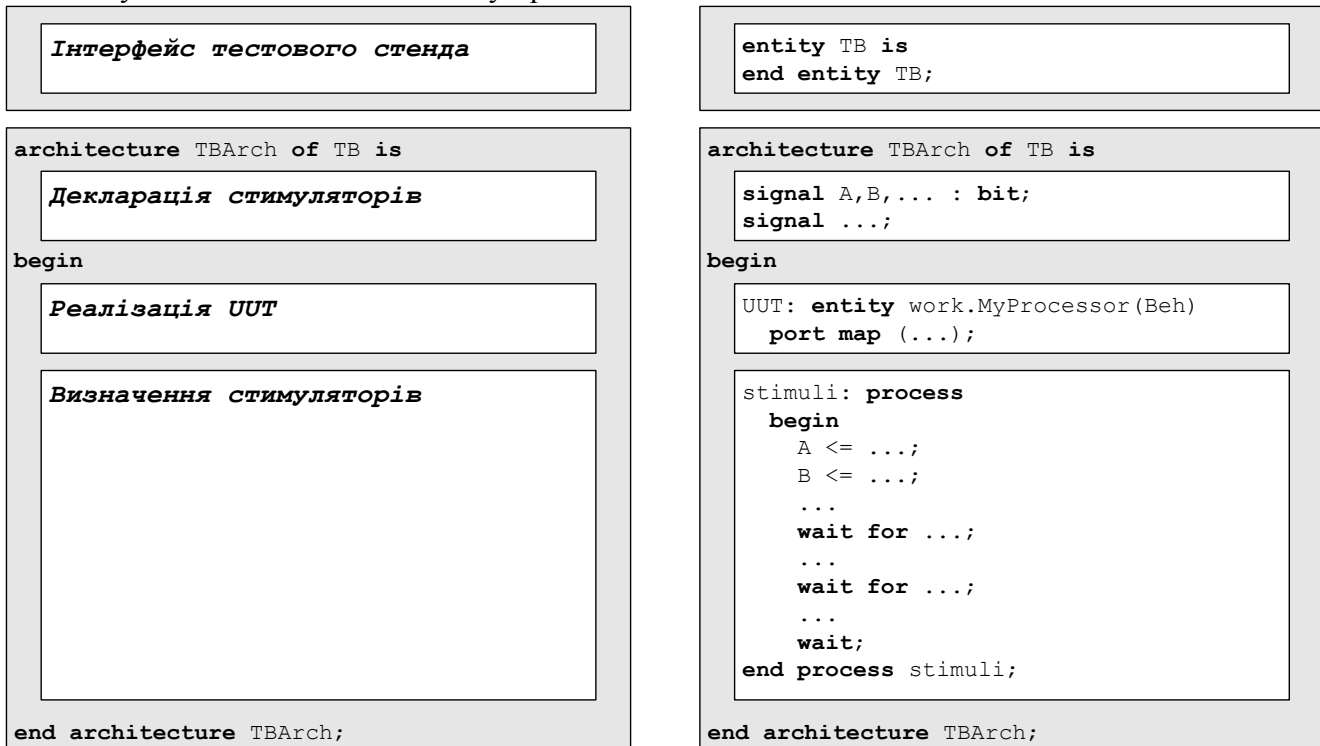 Інтерфейс тестового стенда
architecture TBArch of TB is
Декларація стимуляторів
begin
Реалізація UUT
Визначення стимуляторів
end architecture TBArch;
entity TB is
end entity TB;
architecture TBArch of TB is
signal A,B,... : bit;
signal ...;
begin
UUT: entity work.MyProcessor(Beh)
port map (...);
stimuli: process
begin
A <= ...;
B <= ...;
...
wait for ...;
...
wait for ...;
...
wait;
end process stimuli;
end architecture TBArch;